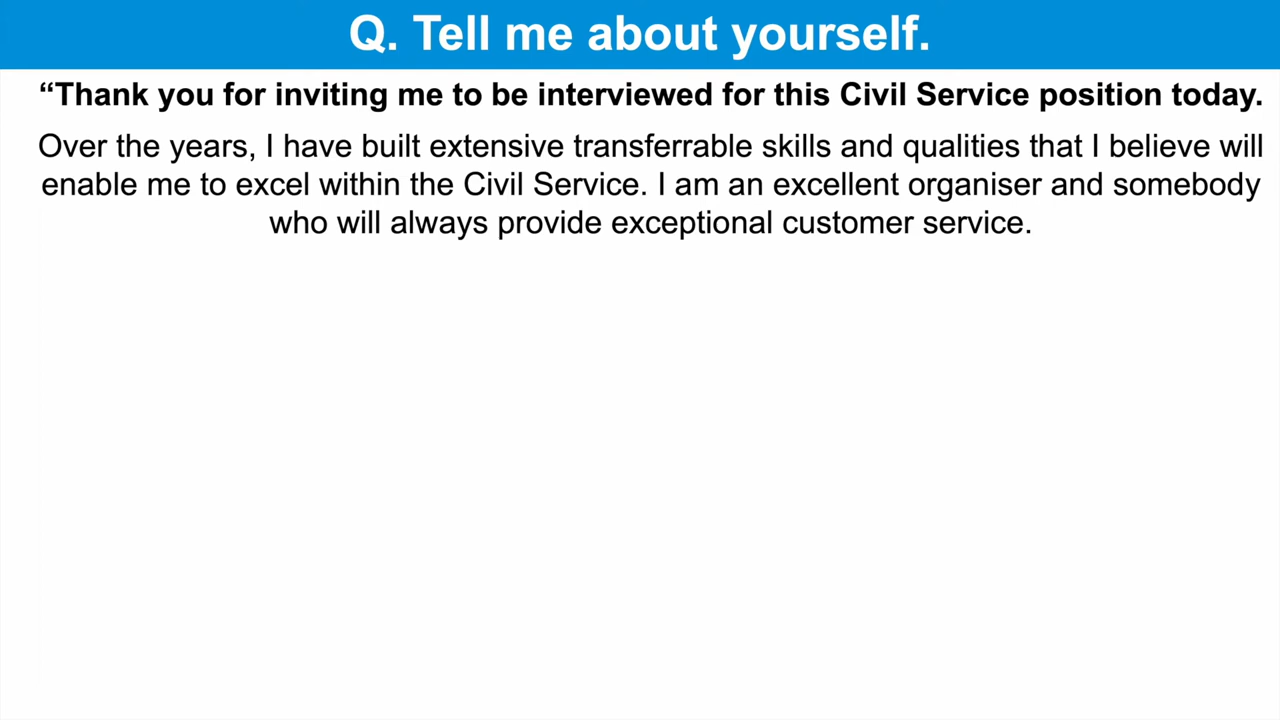 Q. Tell me about yourself.
“Thank you for inviting me to be interviewed for this Civil Service position today.
Over the years, I have built extensive transferrable skills and qualities that I believe will
enable me to excel within the Civil Service. I am an excellent organiser and somebody
who will always provide exceptional customer service.